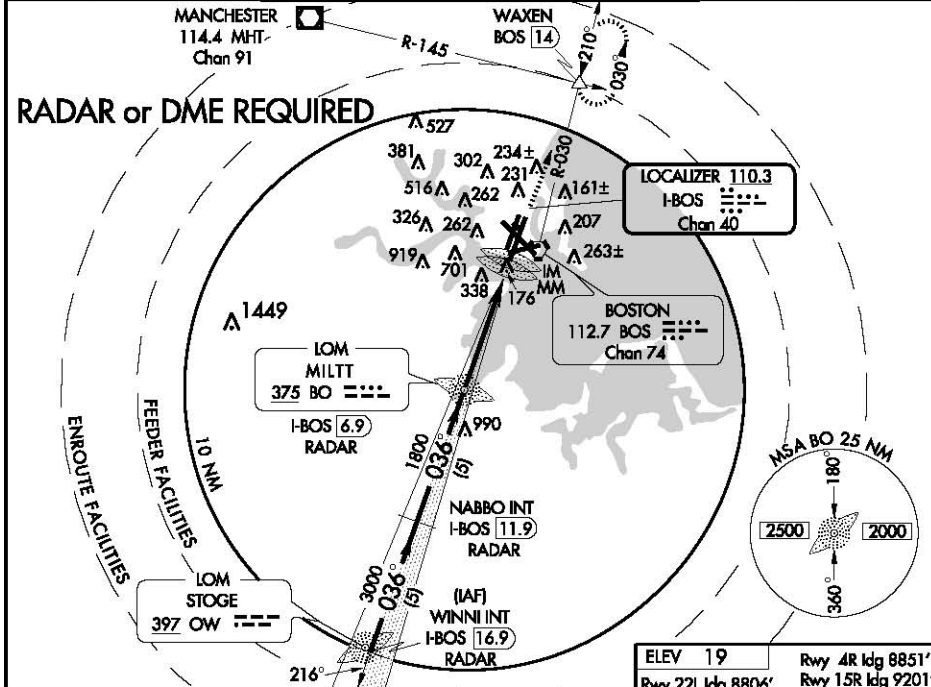 MANCHESTER
114.4 MHT
Chan 91
R-145
WAXEN
BOS 14
210°
030°
RADAR or DME REQUIRED
527
381
302
234±
231
R-030
516
262
161±
LOCALIZER 110.3
I-BOS
Chan 40
326
262
207
919
701
263±
338
176
IM
MM
1449
BOSTON
112.7 BOS
Chan 74
LOM
MILTT
375 BO
I-BOS 6.9
RADAR
990
1800
036°
(5)
ENROUTE FACILITIES
FEEDER FACILITIES
10 NM
MSA BO 25 NM
180°
2500
2000
360°
NABBO INT
I-BOS 11.9
RADAR
LOM
STOGE
397 OW
3000
036°
(5)
(IAF)
WINNI INT
I-BOS 16.9
RADAR
216°
ELEV 19
Rwy 4R ldg 8851'
Rwy 22L ldg 8806'
Rwy 15R ldg 9201'